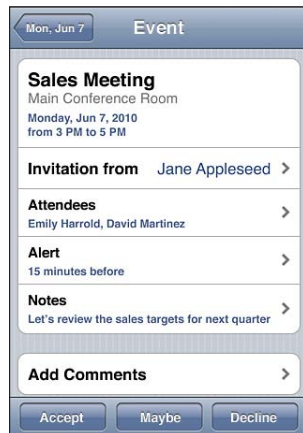 Mon, Jun 7
Event
Sales Meeting
Main Conference Room
Monday, Jun 7, 2010
from 3 PM to 5 PM
Invitation from Jane Appleseed
Attendees
Emily Harrold, David Martinez
Alert
15 minutes before
Notes
Let's review the sales targets for next quarter
Add Comments
Accept Maybe Decline